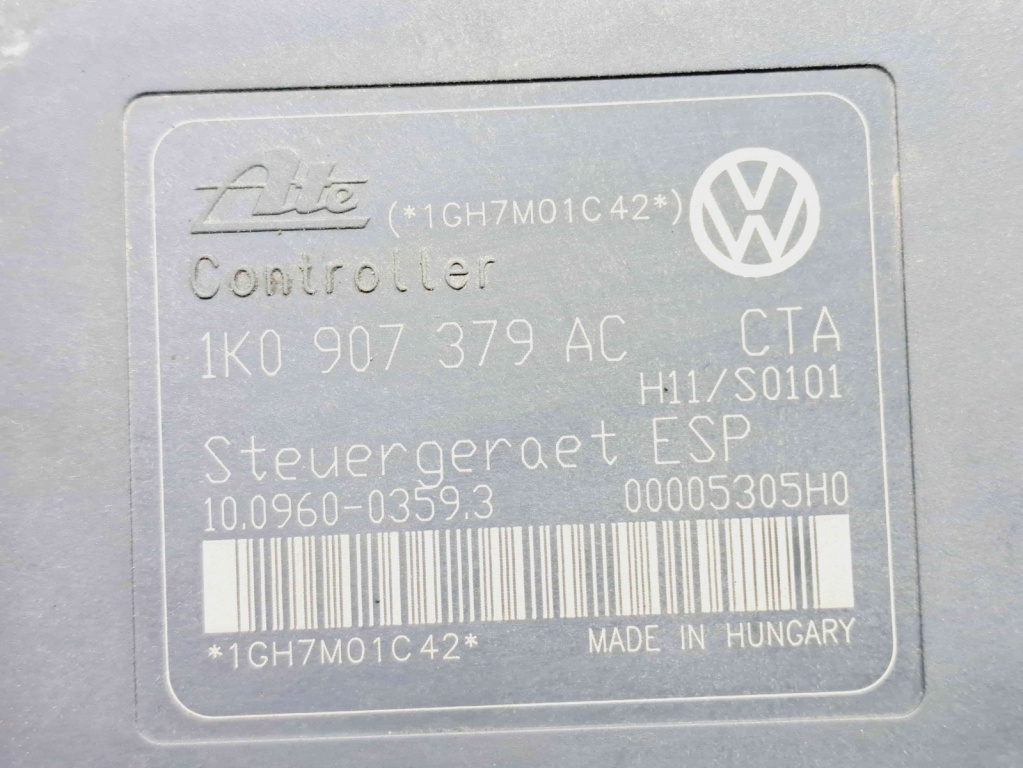 Ate (*1GH7M01C42*) VW
Controller
1K0 907 379 AC CTA
H11/S0101
Steuergeraet ESP
10.0960-0359.3 00005305H0
*1GH7M01C42* MADE IN HUNGARY